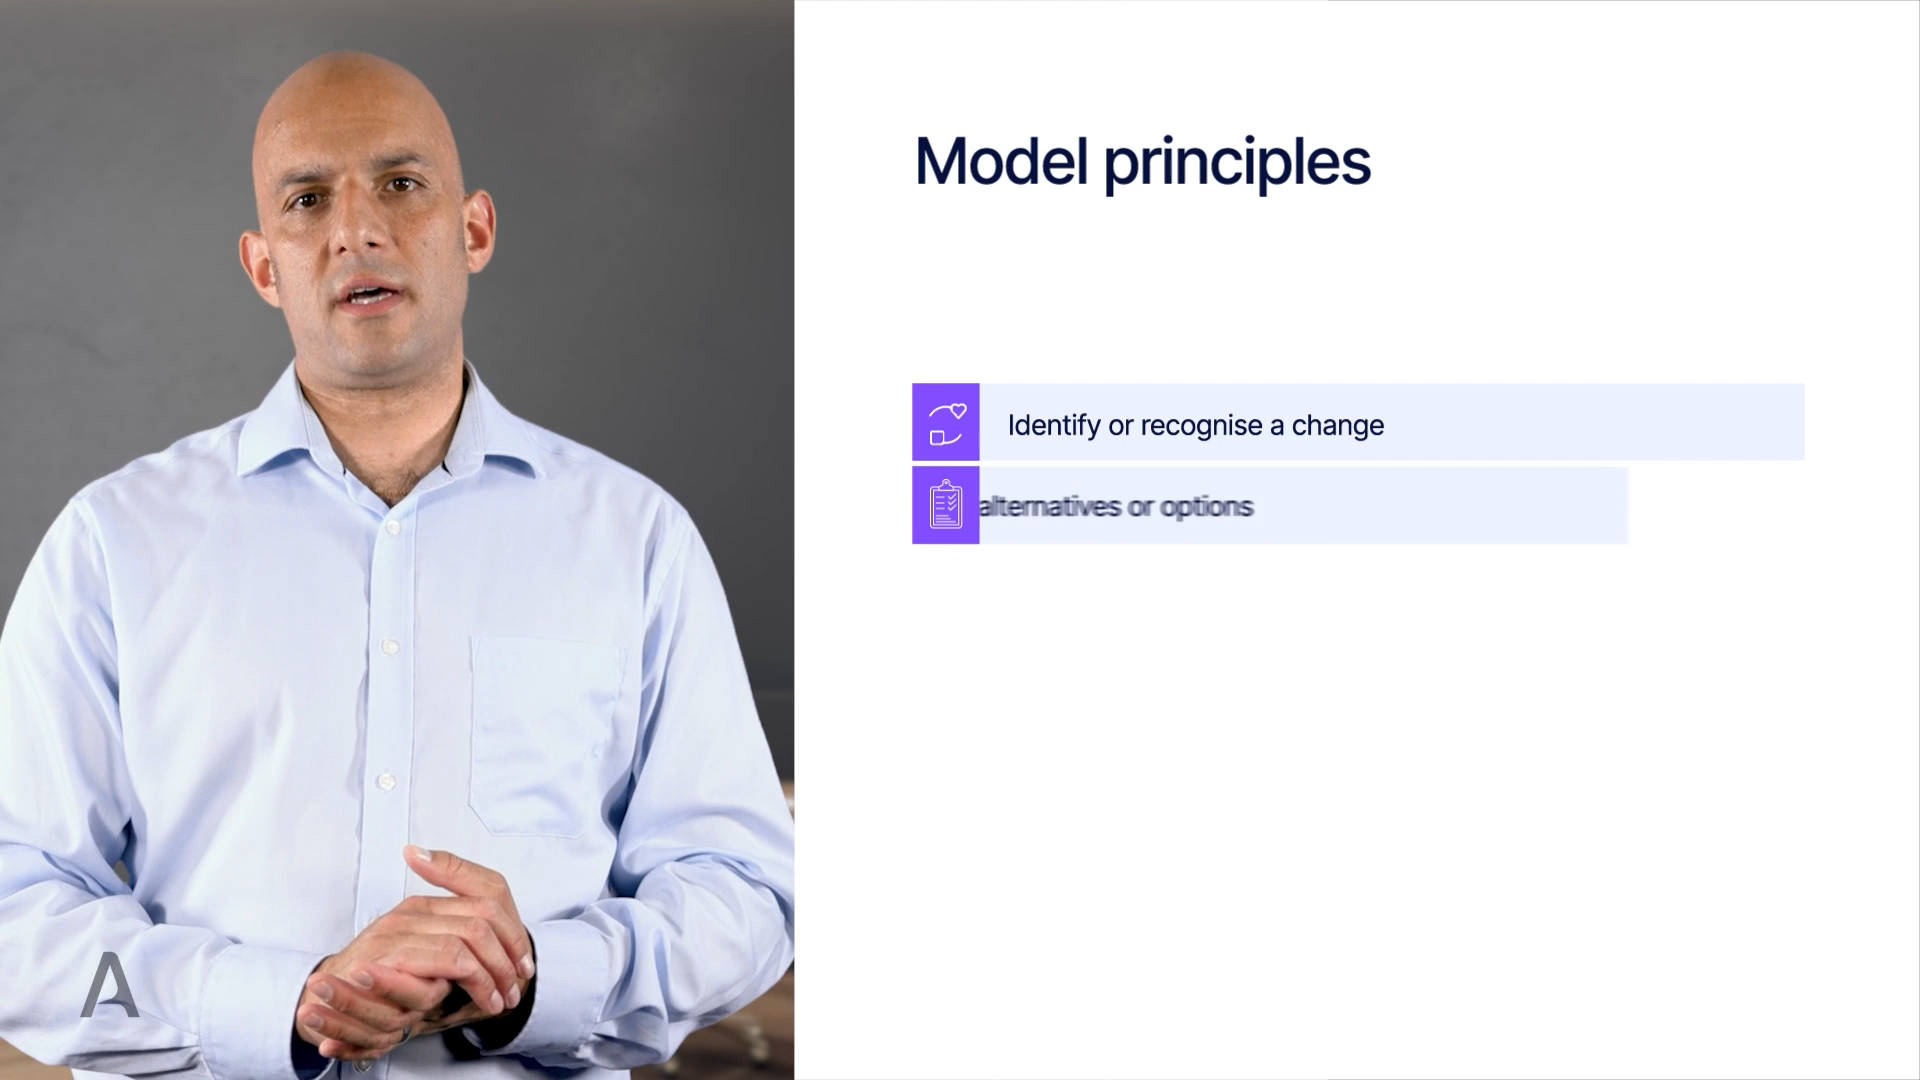 Model principles
Identify or recognise a change
alternatives or options
A